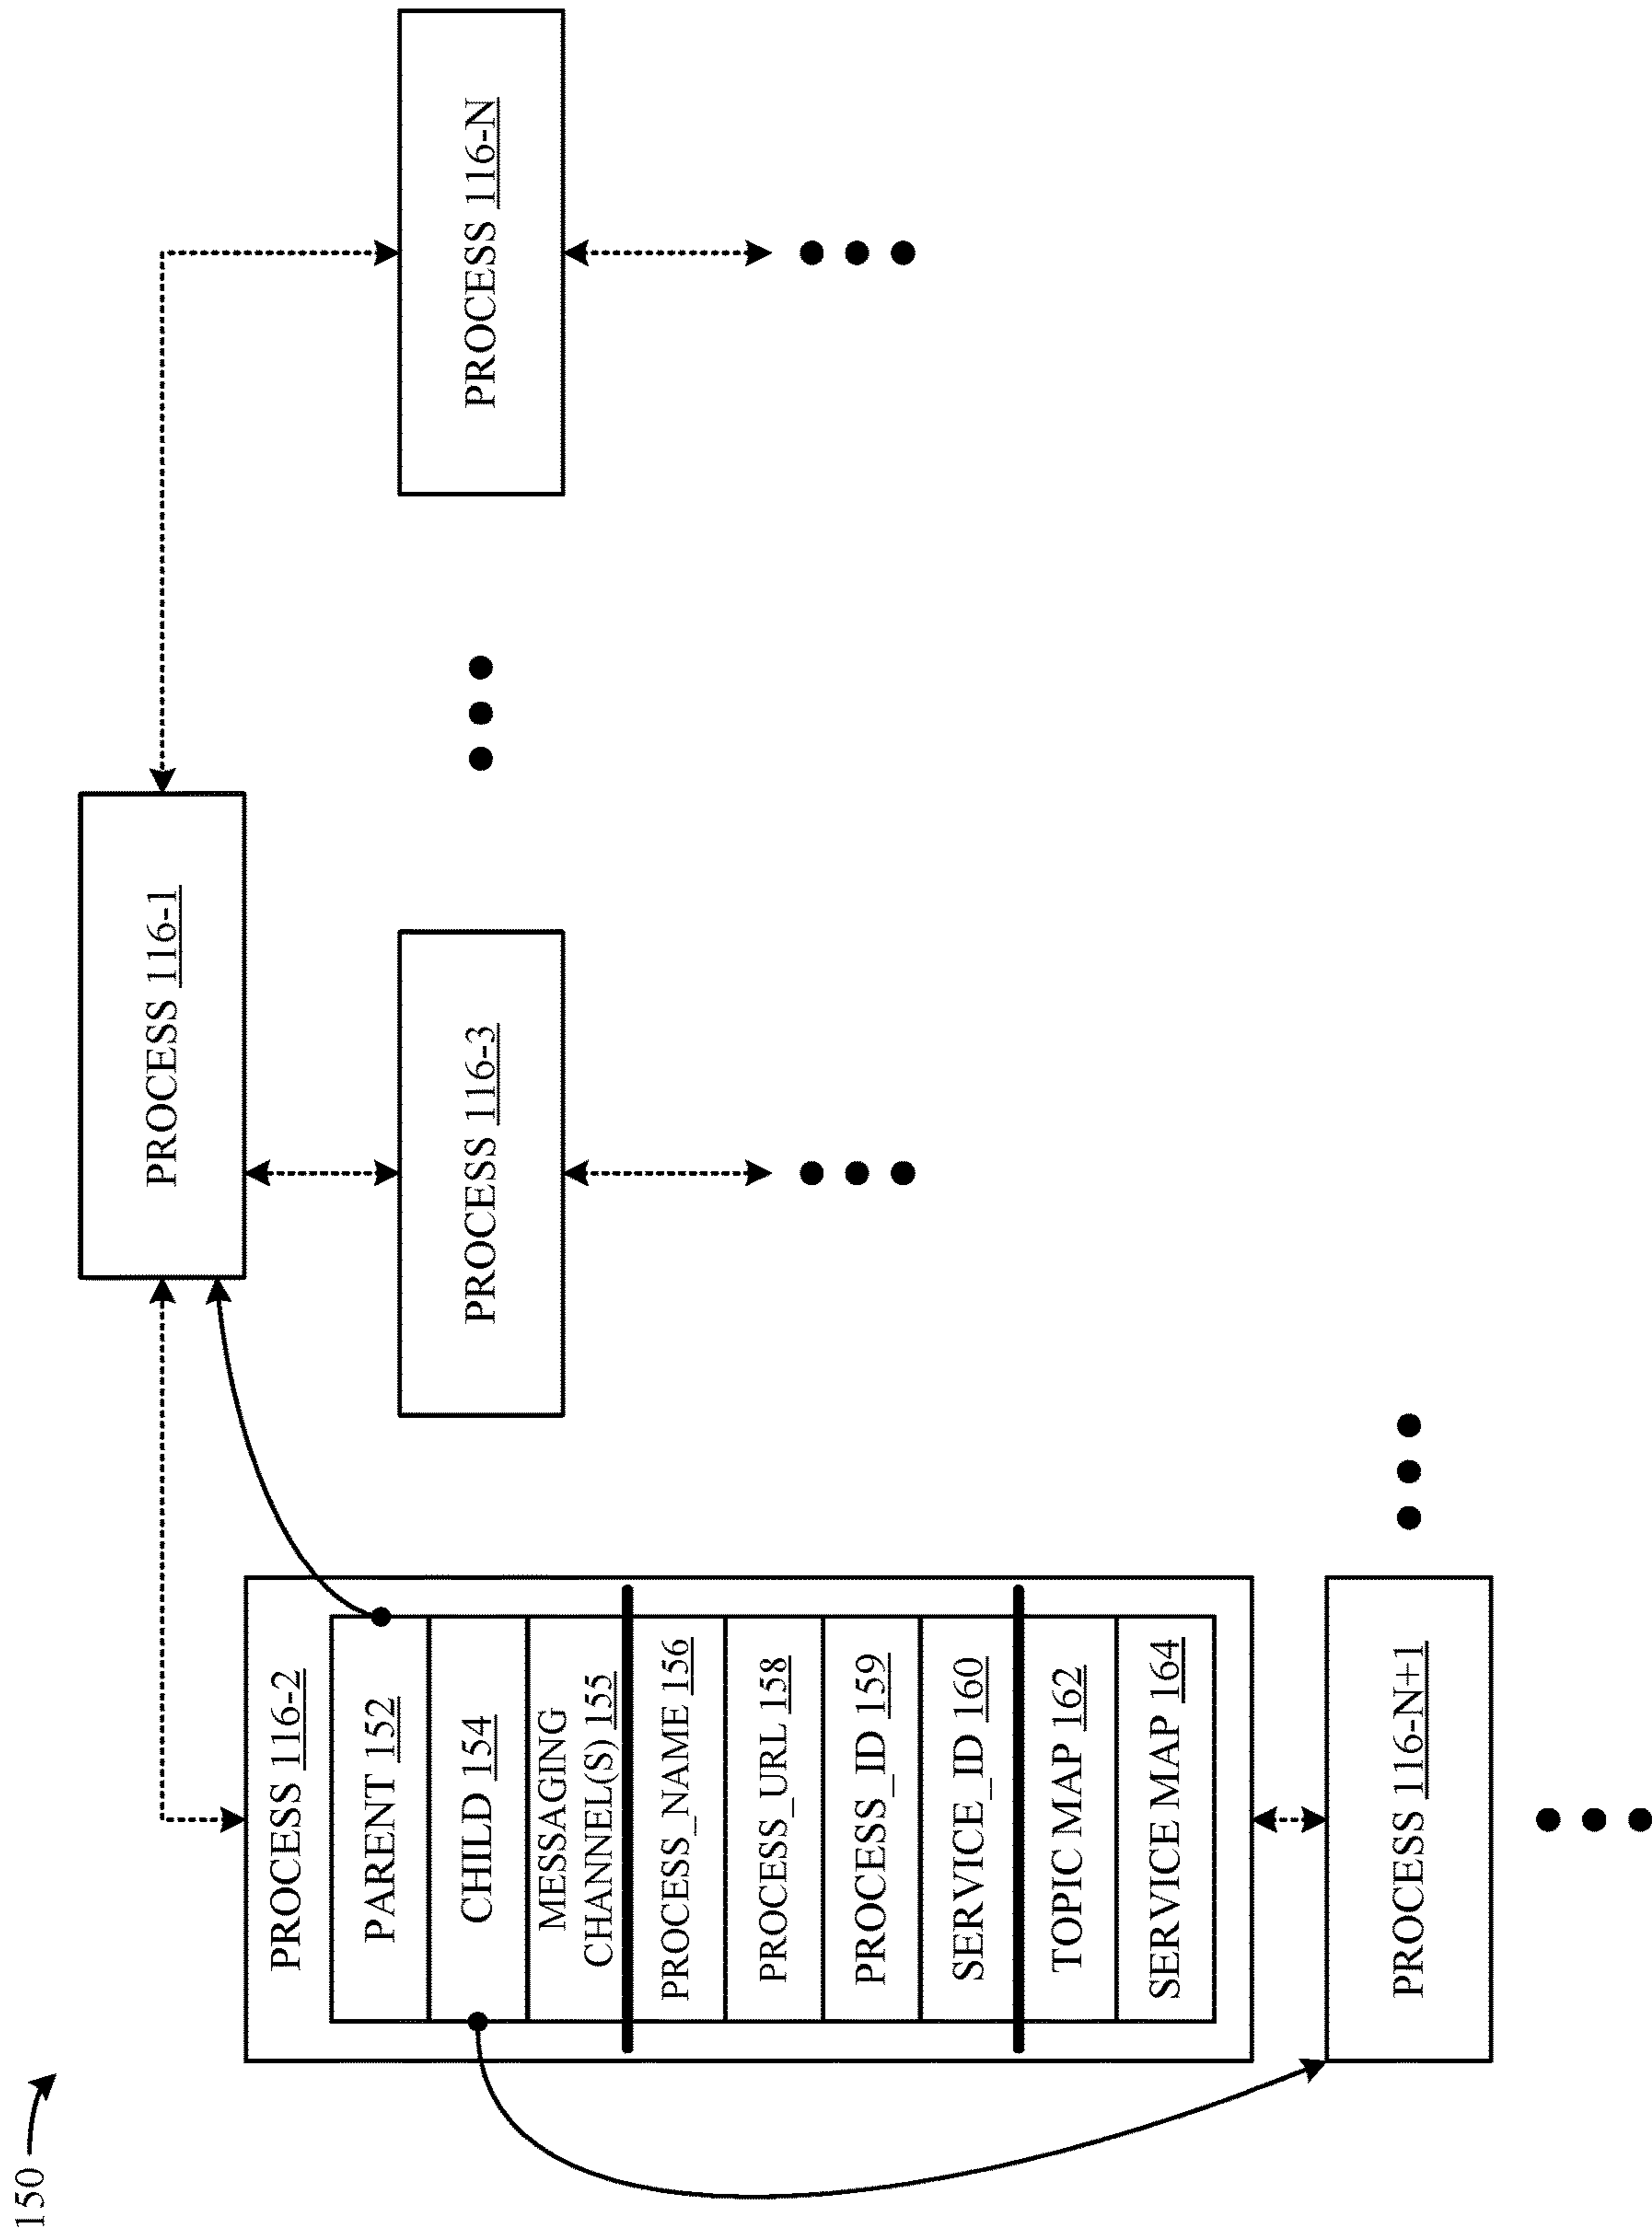 150
PROCESS 116-1
PROCESS 116-2
PARENT 152
CHILD 154
MESSAGING
CHANNEL(S) 155
PROCESS_NAME 156
PROCESS_URL 158
PROCESS_ID 159
SERVICE_ID 160
TOPIC MAP 162
SERVICE MAP 164
PROCESS 116-3
PROCESS 116-N
PROCESS 116-N+1